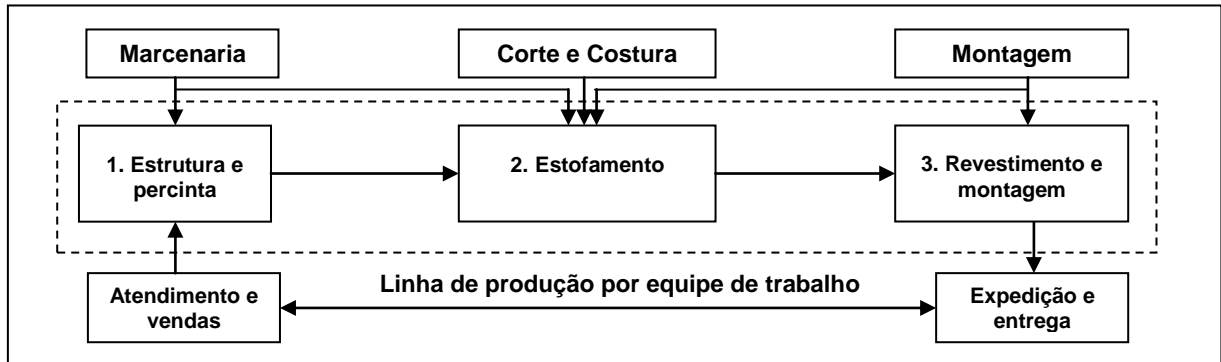 Marcenaria
Corte e Costura
Montagem
1. Estrutura e
percinta
2. Estofamento
3. Revestimento e
montagem
Atendimento e
vendas
Linha de produção por equipe de trabalho
Expedição e
entrega